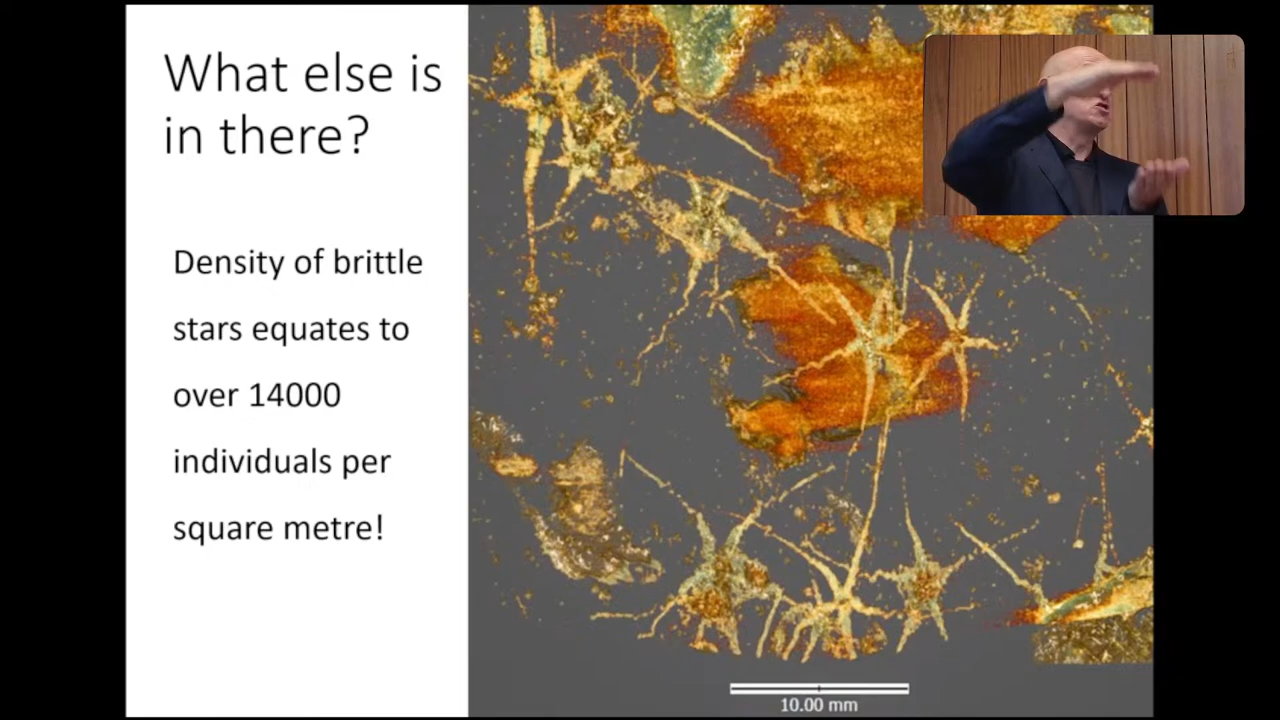 What else is
in there?
Density of brittle
stars equates to
over 14000
individuals per
square metre!
10.00 mm